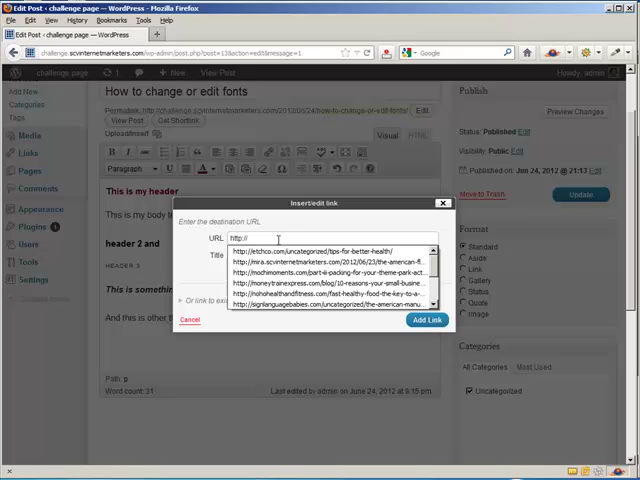 Edit Post ‹ challenge page — WordPress - Mozilla Firefox
File Edit View History Bookmarks Tools Help
Edit Post ‹ challenge page — WordPress
challenge.scvinternetmarketers.com/wp-admin/post.php?post=13&action=edit&message=1
Google
challenge page 1 + New View Post
Howdy, admin
Add New
Categories
Tags
Media
Links
Pages
Comments
Appearance
Plugins
Users
Tools
Settings
How to change or edit fonts
Permalink: http://challenge.scvinternetmarketers.com/2012/06/24/how-to-change-or-edit-fonts/ Edit
View Post Get Shortlink
Upload/Insert
Visual HTML
Paragraph
This is my header
This is my body
header 2 and
HEADER 3
This is someth
And this is other
Path: p
Word count: 31
Last edited by admin on June 24, 2012 at 9:15 pm
Insert/edit link
Enter the destination URL
URL http://
Title
http://etchco.com/uncategorized/tips-for-better-health/
http://mira.scvinternetmarketers.com/2012/06/23/the-american-fl...
http://mochimoments.com/part-ii-packing-for-your-theme-park-act...
http://moneytrainexpress.com/blog/10-reasons-your-small-busine...
http://nohohealthandfitness.com/fast-healthy-food-the-key-to-a-...
http://signlanguagebabies.com/uncategorized/the-american-manu...
Or link to exis
Cancel
Add Link
Publish
Preview Changes
Status: Published Edit
Visibility: Public Edit
Published on: Jun 24, 2012 @ 21:13 Edit
Move to Trash
Update
Format
Standard
Aside
Gallery
Link
Quote
Image
Categories
All Categories Most Used
Uncategorized